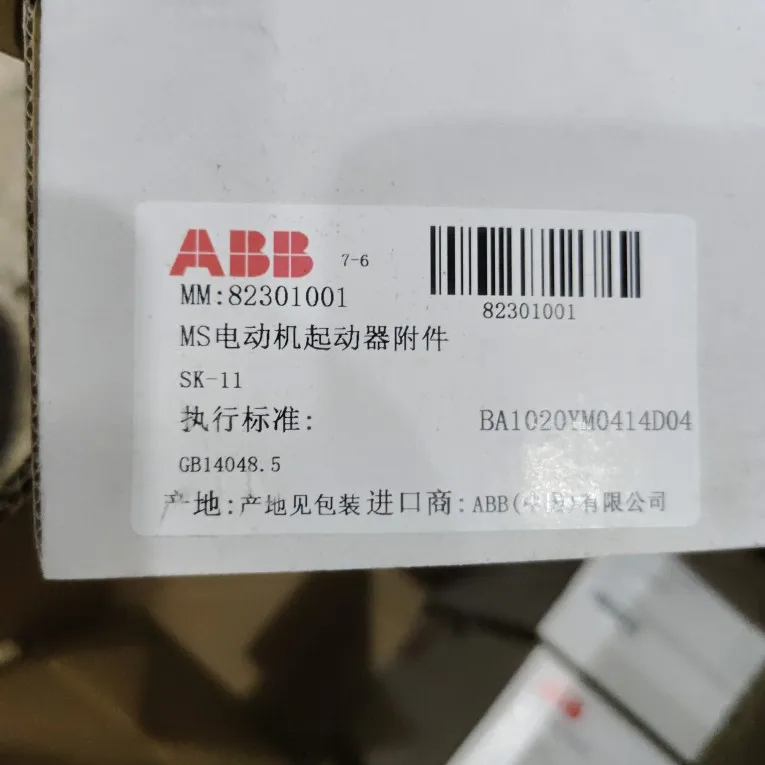 ABB 7-6
82301001
MM:82301001
MS电动机起动器附件
SK-11
执行标准: BA1020YM0414D04
GB14048.5
产地:产地见包装 进口商:ABB(中国)有限公司